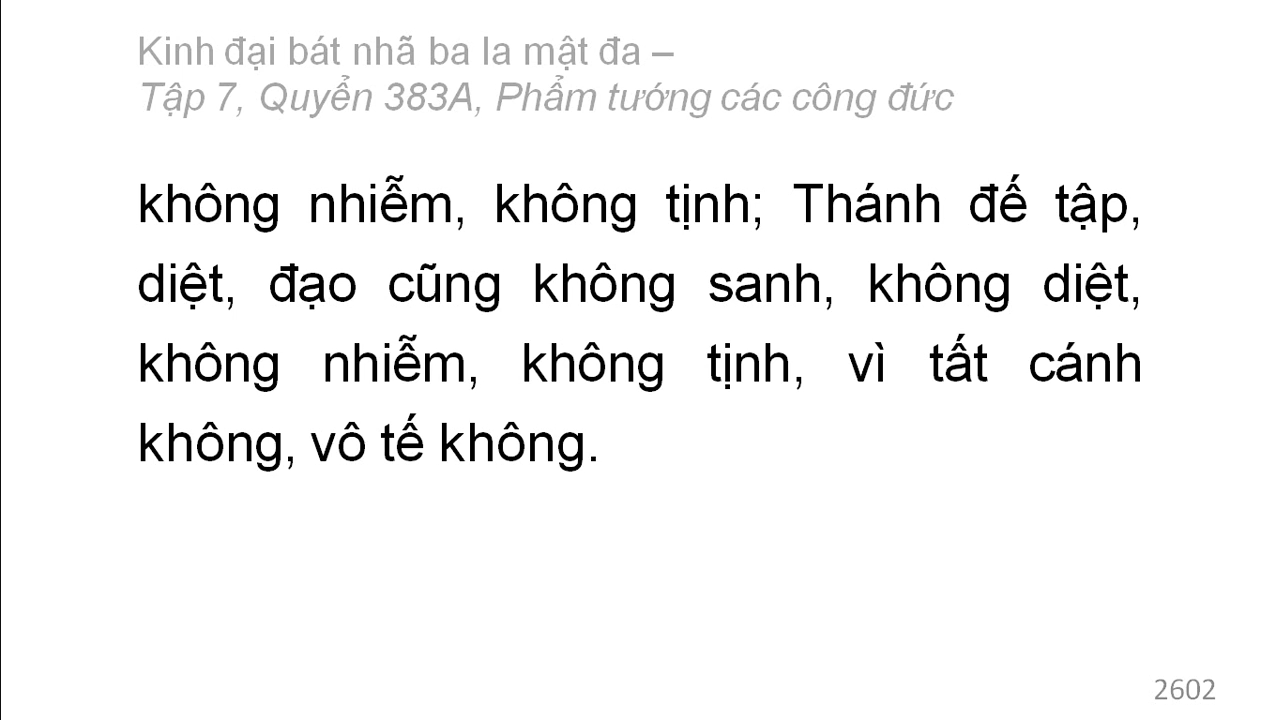 Kinh đại bát nhã ba la mật đa –
Tập 7, Quyển 383A, Phẩm tướng các công đức
không nhiễm, không tịnh; Thánh đế tập,
diệt, đạo cũng không sanh, không diệt,
không nhiễm, không tịnh, vì tất cánh
không, vô tế không.
2602